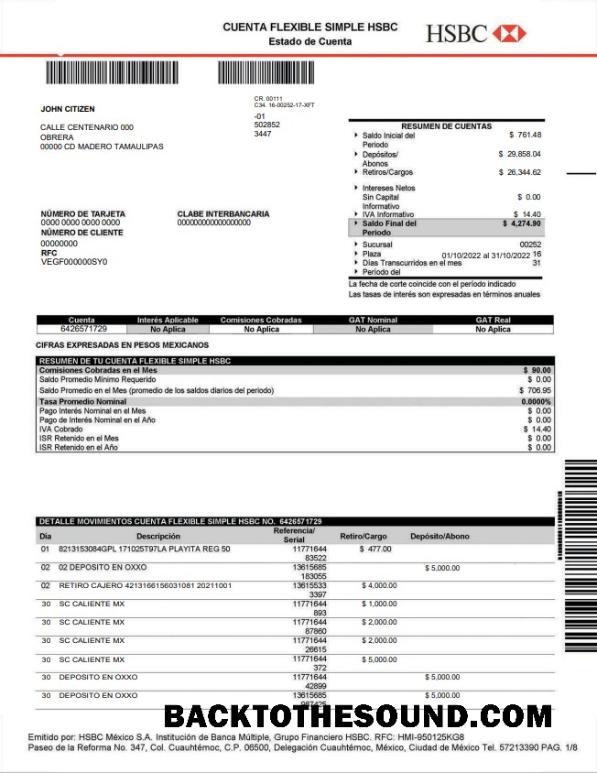 CUENTA FLEXIBLE SIMPLE HSBC
Estado de Cuenta
HSBC
CR. 00111
C34. 16-00252-17-XFT
-01
502852
3447
JOHN CITIZEN
CALLE CENTENARIO 000
OBRERA
00000 CD MADERO TAMAULIPAS
NÚMERO DE TARJETA CLABE INTERBANCARIA
0000 0000 0000 0000 000000000000000000
NÚMERO DE CLIENTE
00000000
RFC
VEGF000000SY0
RESUMEN DE CUENTAS
Saldo Inicial del $ 761.48
Periodo
Depósitos/ $ 29,858.04
Abonos
Retiros/Cargos $ 26,344.62
Intereses Netos
Sin Capital $ 0.00
Informativo
IVA Informativo $ 14.40
Saldo Final del $ 4,274.90
Periodo
Sucursal 00252
Plaza 01/10/2022 al 31/10/2022 16
Dias Transcurridos en el mes 31
Periodo del
La fecha de corte coincide con el periodo indicado
Las tasas de interés son expresadas en términos anuales
Cuenta Interés Aplicable Comisiones Cobradas GAT Nominal GAT Real
6426571729 No Aplica No Aplica No Aplica No Aplica
CIFRAS EXPRESADAS EN PESOS MEXICANOS
RESUMEN DE TU CUENTA FLEXIBLE SIMPLE HSBC
Comisiones Cobradas en el Mes $ 90.00
Saldo Promedio Mínimo Requerido $ 0.00
Saldo Promedio en el Mes (promedio de los saldos diarios del periodo) $ 706.95
Tasa Promedio Nominal 0.0000%
Pago Interés Nominal en el Mes $ 0.00
Pago de Interés Nominal en el Año $ 0.00
IVA Cobrado $ 14.40
ISR Retenido en el Mes $ 0.00
ISR Retenido en el Año $ 0.00
DETALLE MOVIMIENTOS CUENTA FLEXIBLE SIMPLE HSBC NO. 6426571729
Día Descripción Referencia/ Retiro/Cargo Depósito/Abono
Serial
01 8213153084GPL 171025T97LA PLAYITA REG 50 11771644 $ 477.00
83522
02 02 DEPOSITO EN OXXO 13615685 $ 5,000.00
183055
02 RETIRO CAJERO 4213166156031081 20211001 13615533 $ 4,000.00
3397
30 SC CALIENTE MX 11771644 $ 1,000.00
893
30 SC CALIENTE MX 11771644 $ 2,000.00
87860
30 SC CALIENTE MX 11771644 $ 2,000.00
26615
30 SC CALIENTE MX 11771644 $ 5,000.00
372
30 DEPOSITO EN OXXO 11771644 $ 5,000.00
42899
30 DEPOSITO EN OXXO 13615685 $ 5,000.00
BACKTOTHESOUND.COM
Emitido por: HSBC México S.A. Institución de Banca Múltiple, Grupo Financiero HSBC. RFC: HMI-950125KG8
Paseo de la Reforma No. 347, Col. Cuauhtémoc, C.P. 06500, Delegación Cuauhtémoc, México, Ciudad de México Tel. 57213390 PAG. 1/8